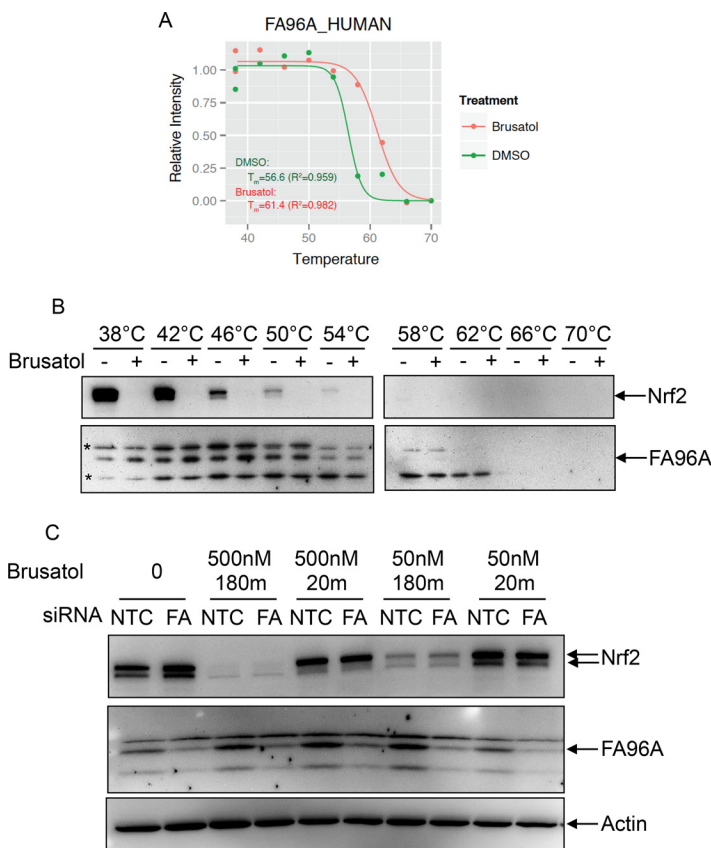 A
FA96A_HUMAN
Relative Intensity
1.00
0.75
0.50
0.25
0.00
DMSO:
Tm=56.6 (R²=0.959)
Brusatol:
Tm=61.4 (R²=0.982)
40 50 60 70
Temperature
Treatment
Brusatol
DMSO
B
38°C 42°C 46°C 50°C 54°C 58°C 62°C 66°C 70°C
Brusatol - + - + - + - + - + - + - + - + - +
Nrf2
*
FA96A
*
C
Brusatol 0 500nM 500nM 50nM 50nM
180m 20m 180m 20m
siRNA NTC FA NTC FA NTC FA NTC FA NTC FA
Nrf2
FA96A
Actin